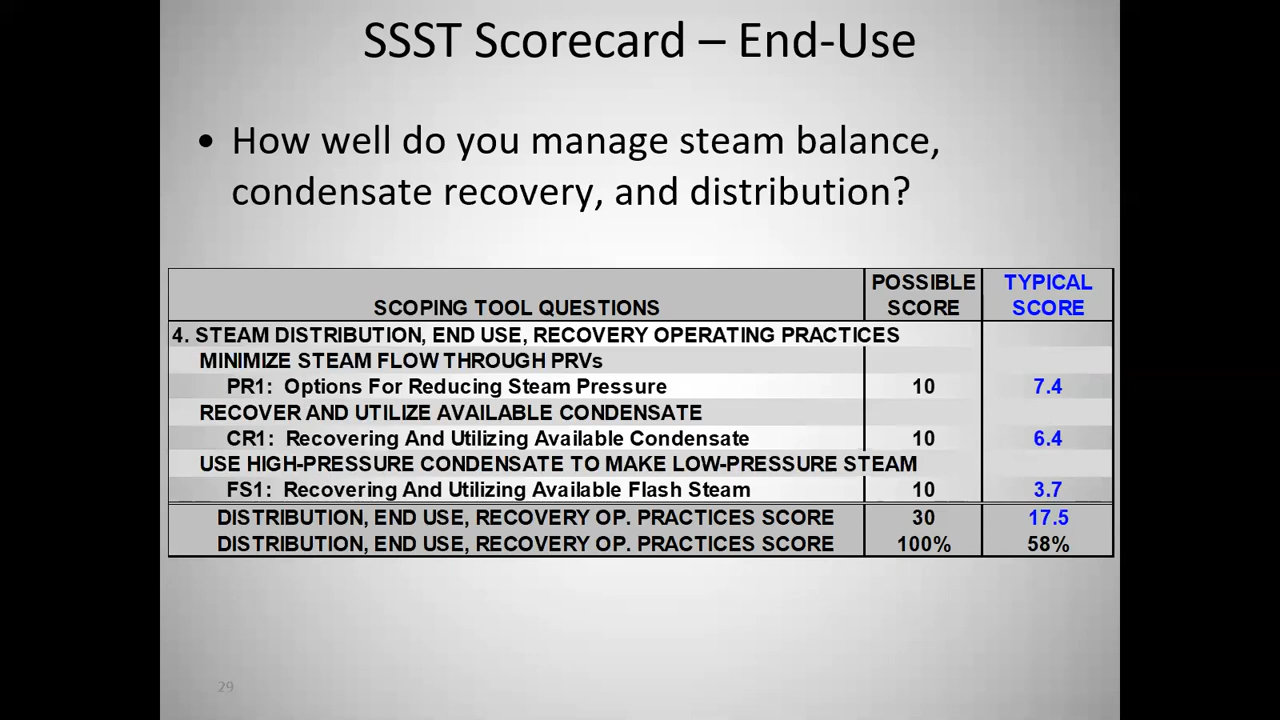 SSST Scorecard – End-Use
• How well do you manage steam balance,
condensate recovery, and distribution?
SCOPING TOOL QUESTIONS POSSIBLE SCORE TYPICAL SCORE
4. STEAM DISTRIBUTION, END USE, RECOVERY OPERATING PRACTICES
MINIMIZE STEAM FLOW THROUGH PRVs
PR1: Options For Reducing Steam Pressure 10 7.4
RECOVER AND UTILIZE AVAILABLE CONDENSATE
CR1: Recovering And Utilizing Available Condensate 10 6.4
USE HIGH-PRESSURE CONDENSATE TO MAKE LOW-PRESSURE STEAM
FS1: Recovering And Utilizing Available Flash Steam 10 3.7
DISTRIBUTION, END USE, RECOVERY OP. PRACTICES SCORE 30 17.5
DISTRIBUTION, END USE, RECOVERY OP. PRACTICES SCORE 100% 58%
29